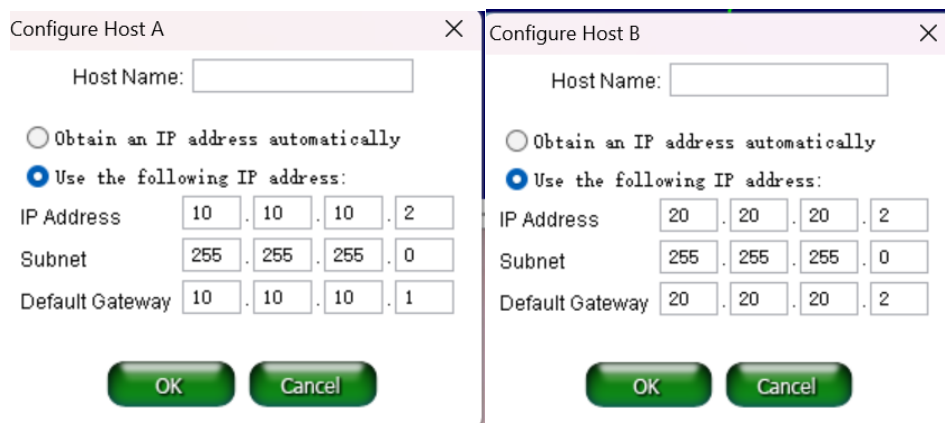 Configure Host A
Host Name:
Obtain an IP address automatically
Use the following IP address:
IP Address 10 . 10 . 10 . 2
Subnet 255 . 255 . 255 . 0
Default Gateway 10 . 10 . 10 . 1
OK Cancel
Configure Host B
Host Name:
Obtain an IP address automatically
Use the following IP address:
IP Address 20 . 20 . 20 . 2
Subnet 255 . 255 . 255 . 0
Default Gateway 20 . 20 . 20 . 2
OK Cancel